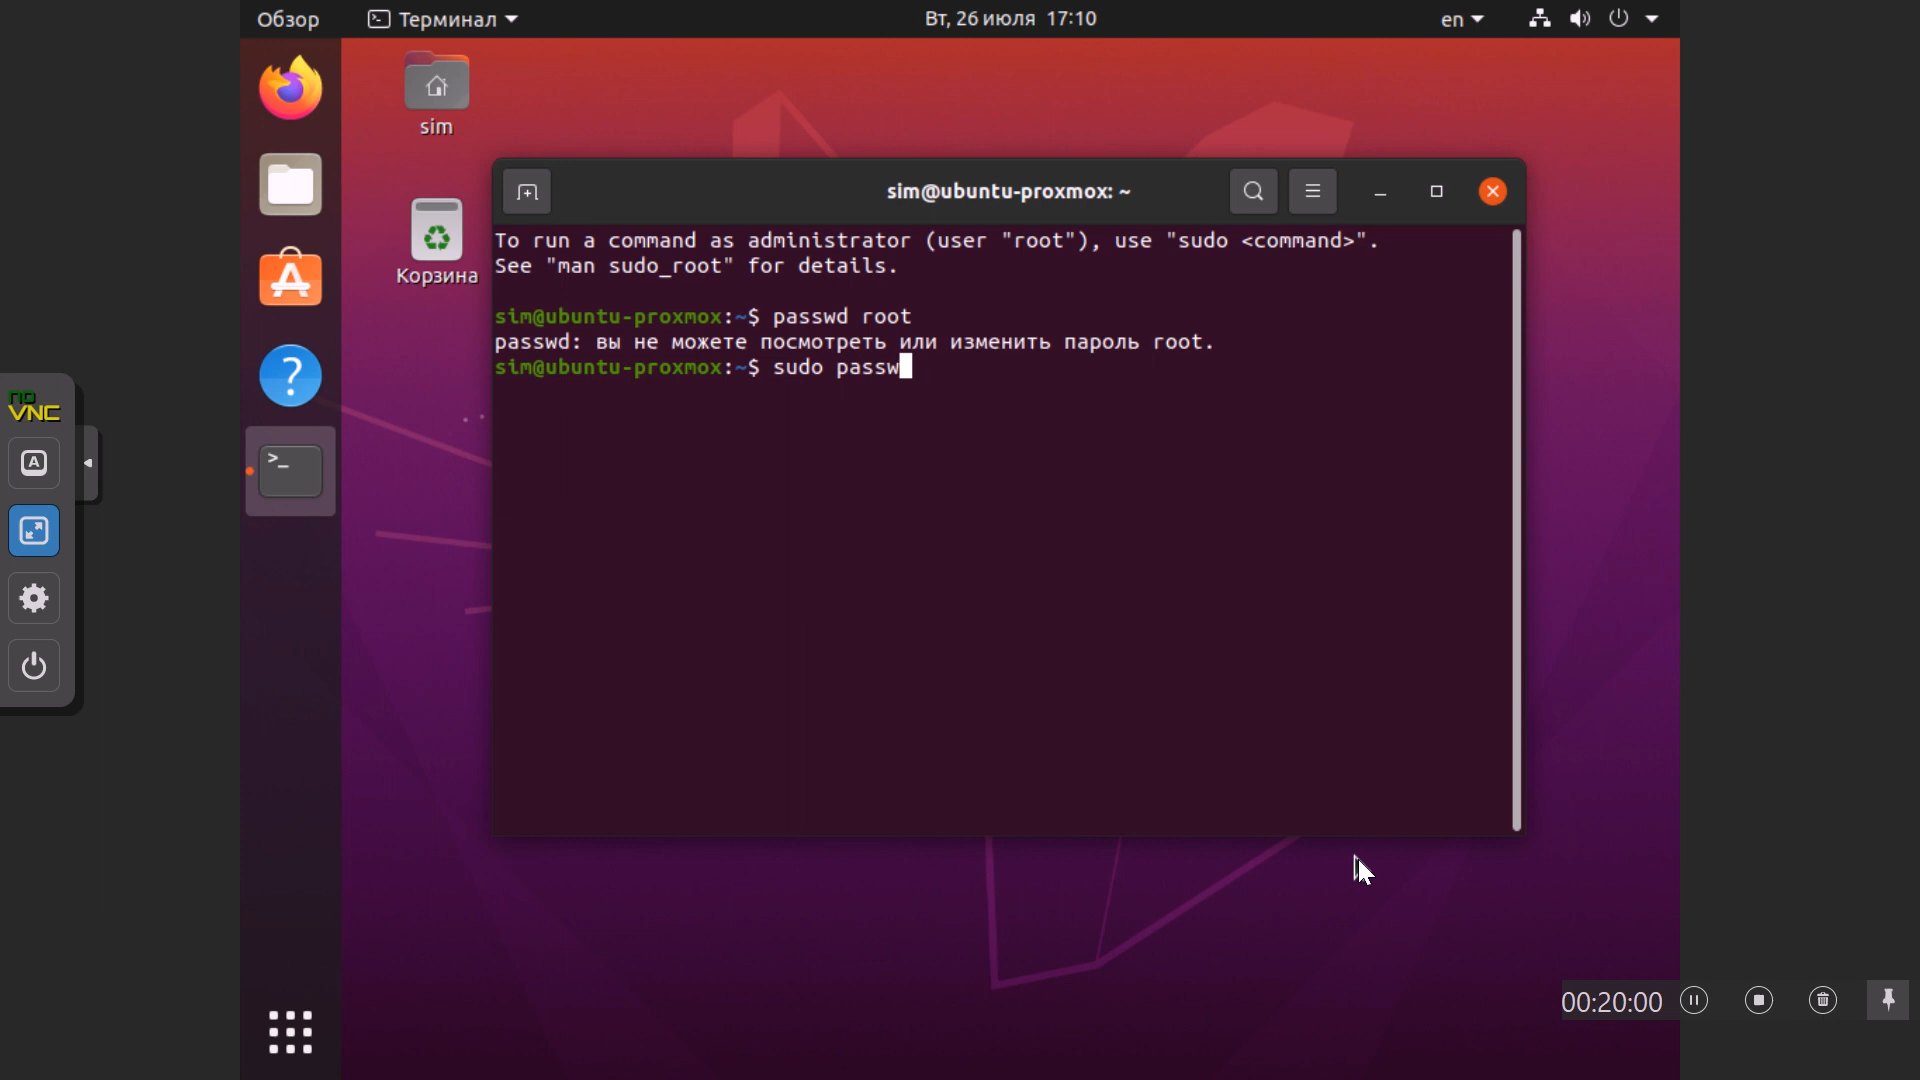 Обзор
Терминал
Вт, 26 июля 17:10
en
sim
Корзина
sim@ubuntu-proxmox: ~
To run a command as administrator (user "root"), use "sudo <command>".
See "man sudo_root" for details.
sim@ubuntu-proxmox:~$ passwd root
passwd: вы не можете посмотреть или изменить пароль root.
sim@ubuntu-proxmox:~$ sudo passw
no
VNC
A
00:20:00